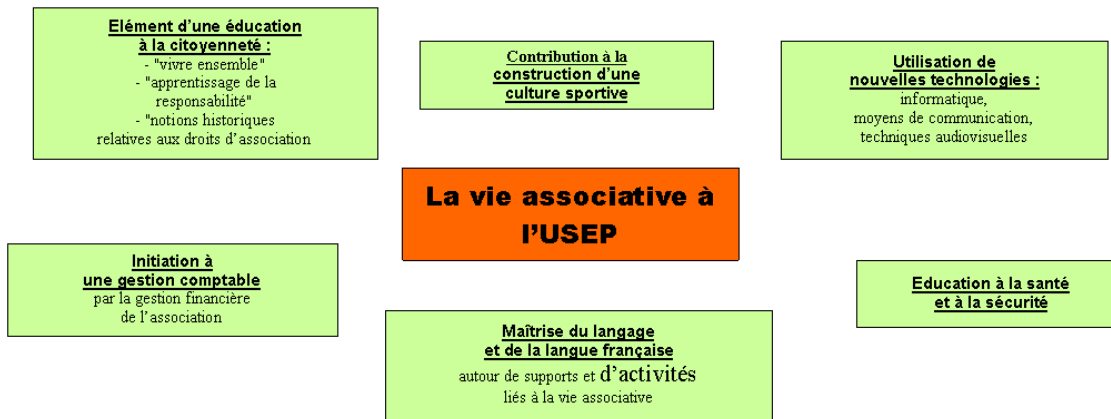 Elément d'une éducation
à la citoyenneté :
- "vivre ensemble"
- "apprentissage de la
responsabilité"
- "notions historiques
relatives aux droits d'association
Contribution à la
construction d'une
culture sportive
Utilisation de
nouvelles technologies :
informatique,
moyens de communication,
techniques audiovisuelles
La vie associative à
l'USEP
Initiation à
une gestion comptable
par la gestion financière
de l'association
Education à la santé
et à la sécurité
Maîtrise du langage
et de la langue française
autour de supports et d'activités
liés à la vie associative